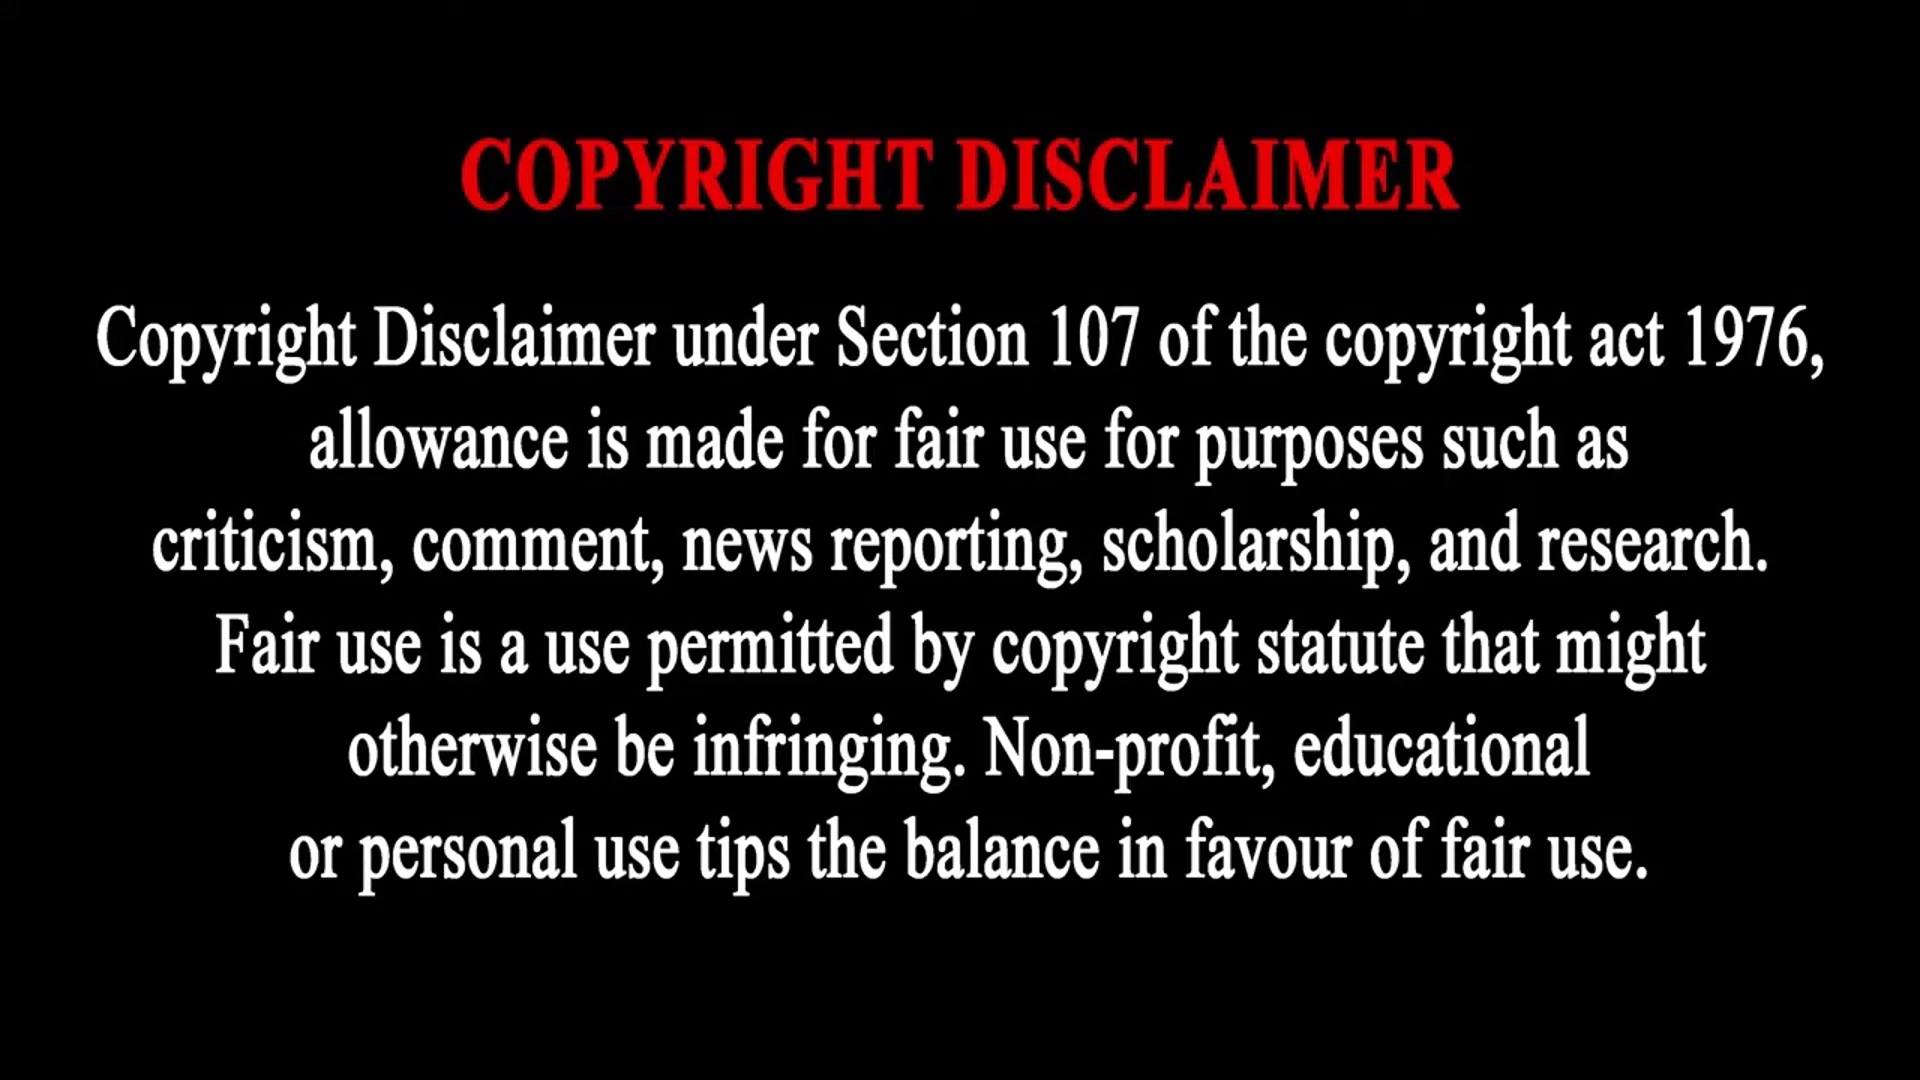 COPYRIGHT DISCLAIMER
Copyright Disclaimer under Section 107 of the copyright act 1976,
allowance is made for fair use for purposes such as
criticism, comment, news reporting, scholarship, and research.
Fair use is a use permitted by copyright statute that might
otherwise be infringing. Non-profit, educational
or personal use tips the balance in favour of fair use.